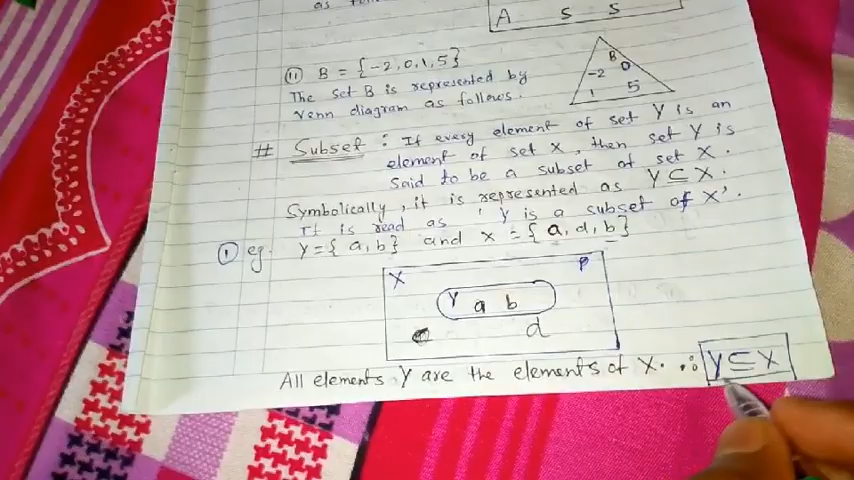 A S S
(ii) B = {-2, 0, 1, 5}
The set B is represented by
venn diagram as follows.
B
-2 0
1 5
# Subset : If every element of set Y is an
element of set X, then set Y is
said to be a subset of set X.
Symbolically, it is represented as Y ⊆ X.
It is read as 'Y is a subset of X'.
(i) eg. Y = {a, b} and X = {a, d, b}
X P
Y a b
d
All elements Y are the elements of X. ∴ Y ⊆ X